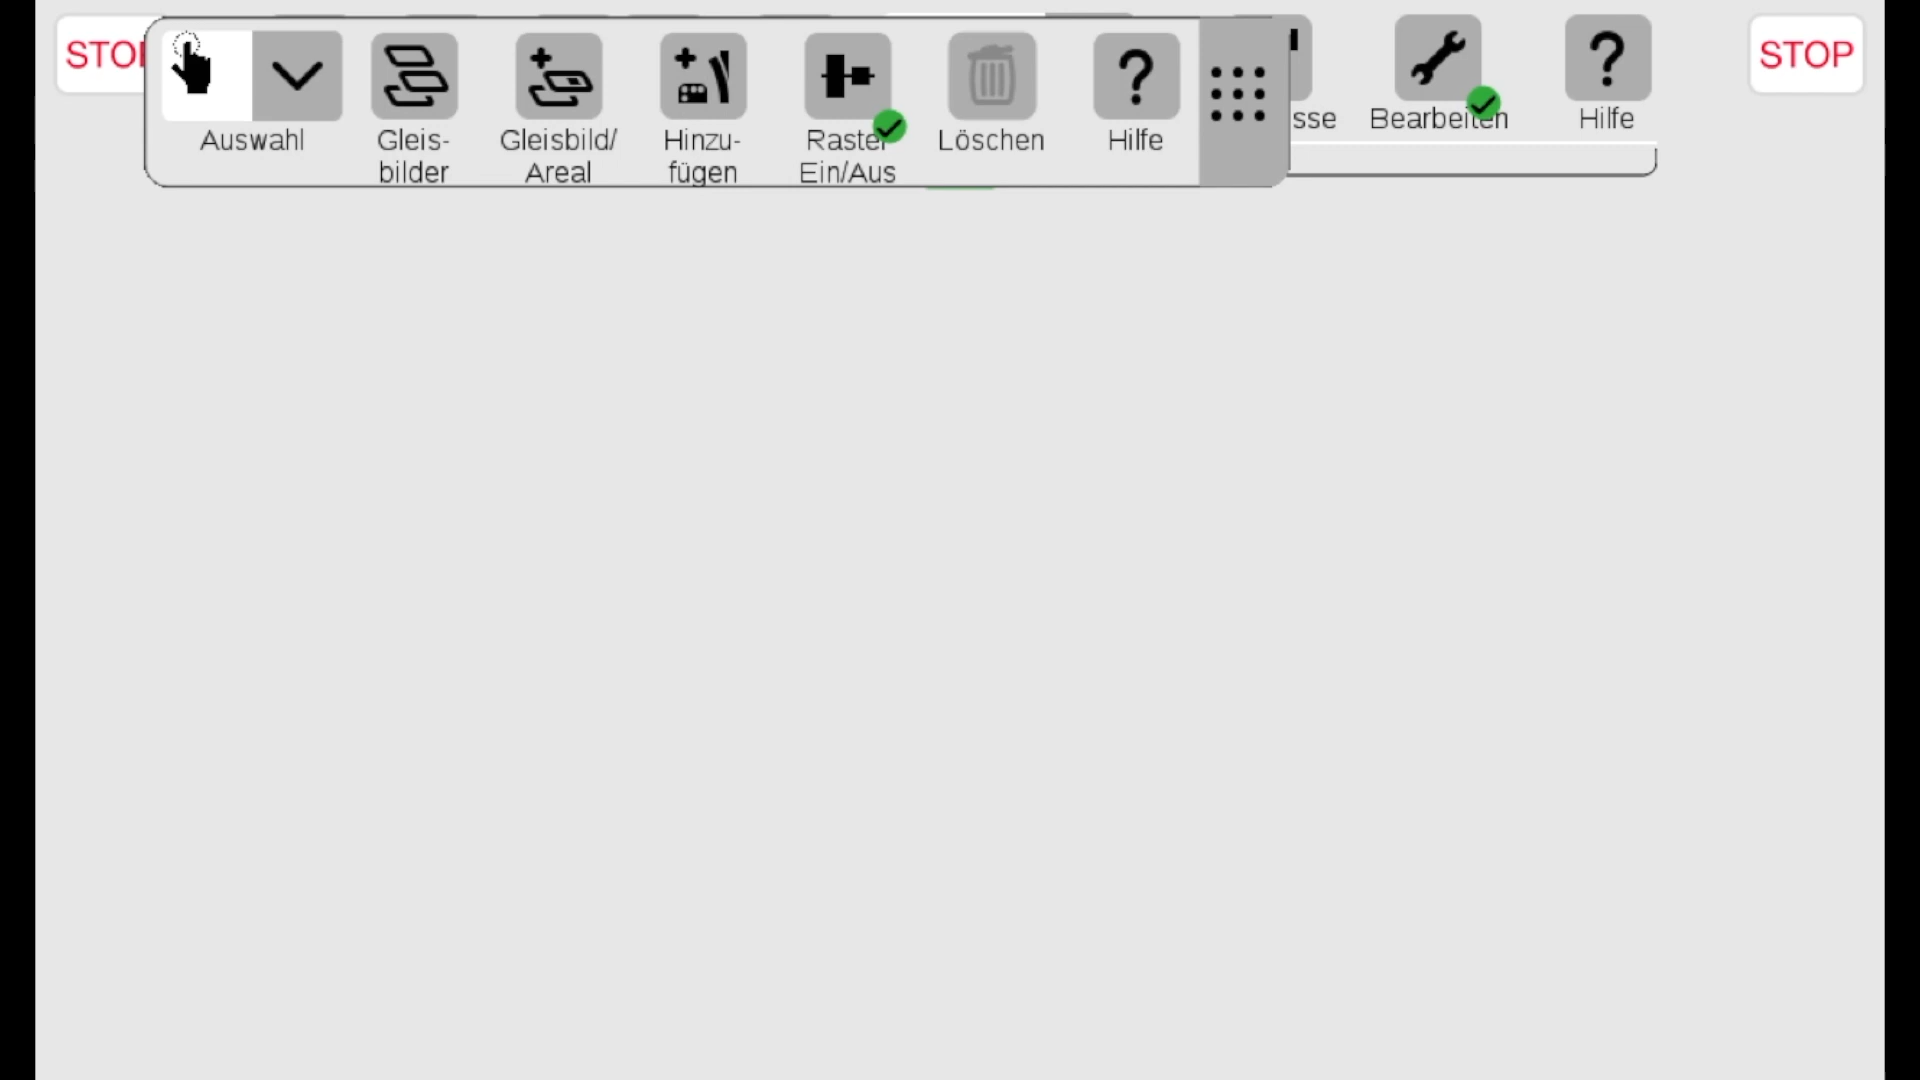 STOP
Auswahl
Gleis-
bilder
Gleisbild/
Areal
Hinzu-
fügen
Raster
Ein/Aus
Löschen
Hilfe
sse
Bearbeiten
Hilfe
STOP